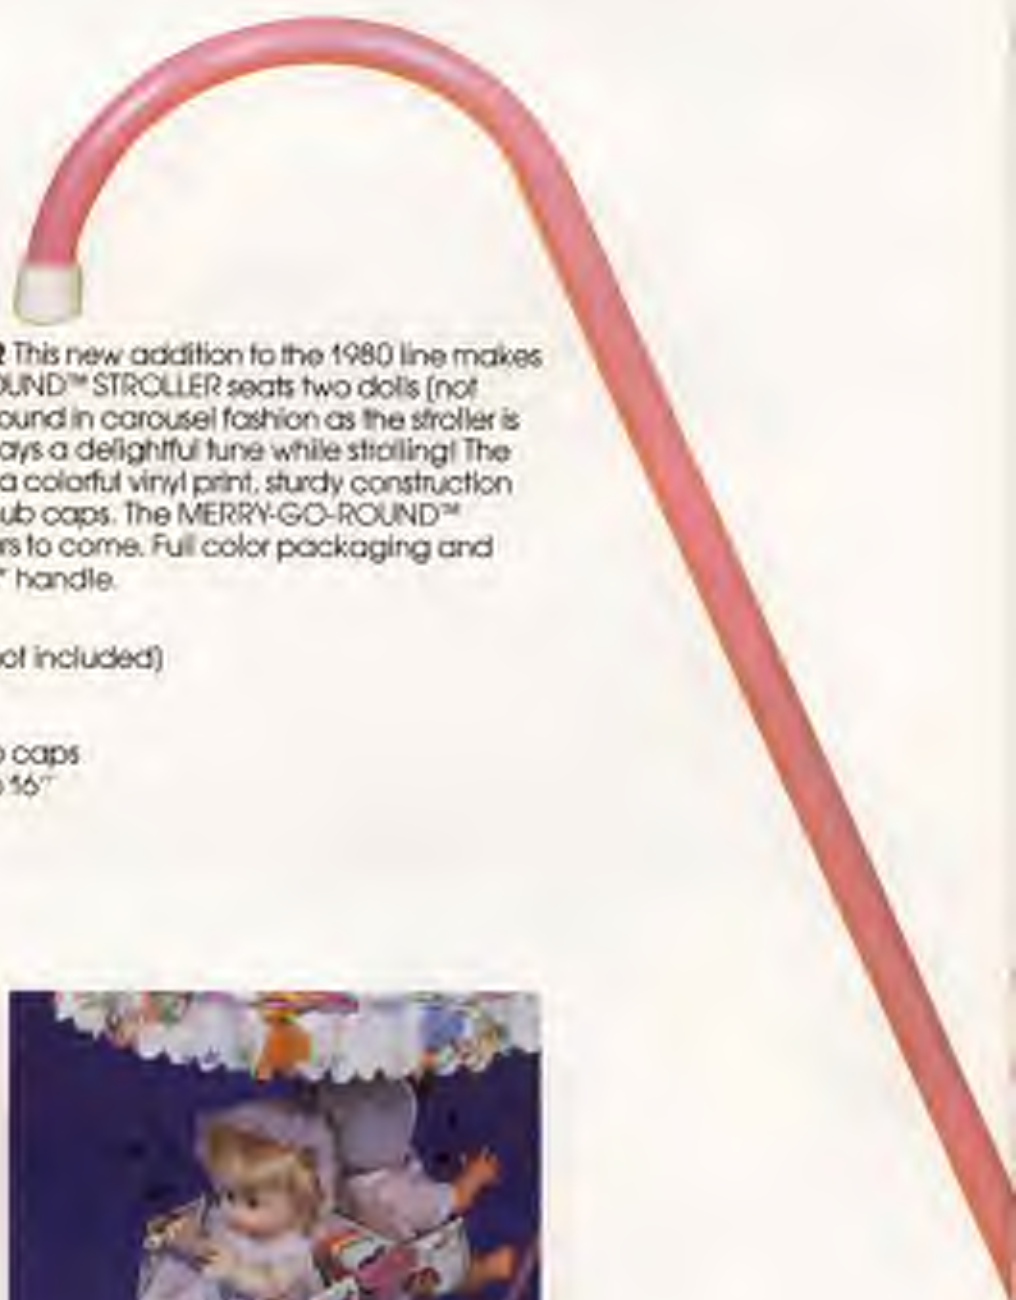 This new addition to the 1980 line makes
OUND™ STROLLER seats two dolls (not
ound in carousel fashion as the stroller is
ays a delightful tune while strolling! The
a colorful vinyl print, sturdy construction
ub caps. The MERRY-GO-ROUND™
rs to come. Full color packaging and
" handle.
ot included)
caps
16"